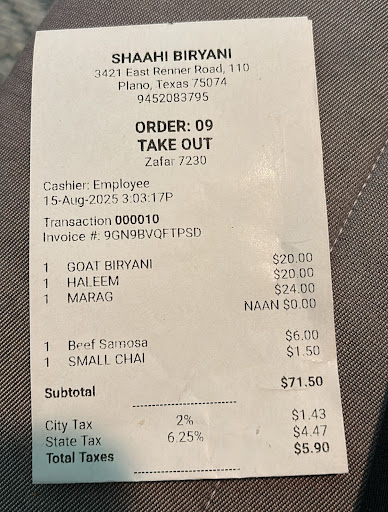 SHAAHI BIRYANI
3421 East Renner Road, 110
Plano, Texas 75074
9452083795
ORDER: 09
TAKE OUT
Zafar 7230
Cashier: Employee
15-Aug-2025 3:03:17P
Transaction 000010
Invoice #: 9GN9BVQFTPSD
1 GOAT BIRYANI $20.00
1 HALEEM $20.00
1 MARAG $24.00
NAAN $0.00
1 Beef Samosa $6.00
1 SMALL CHAI $1.50
Subtotal $71.50
City Tax 2% $1.43
State Tax 6.25% $4.47
Total Taxes $5.90